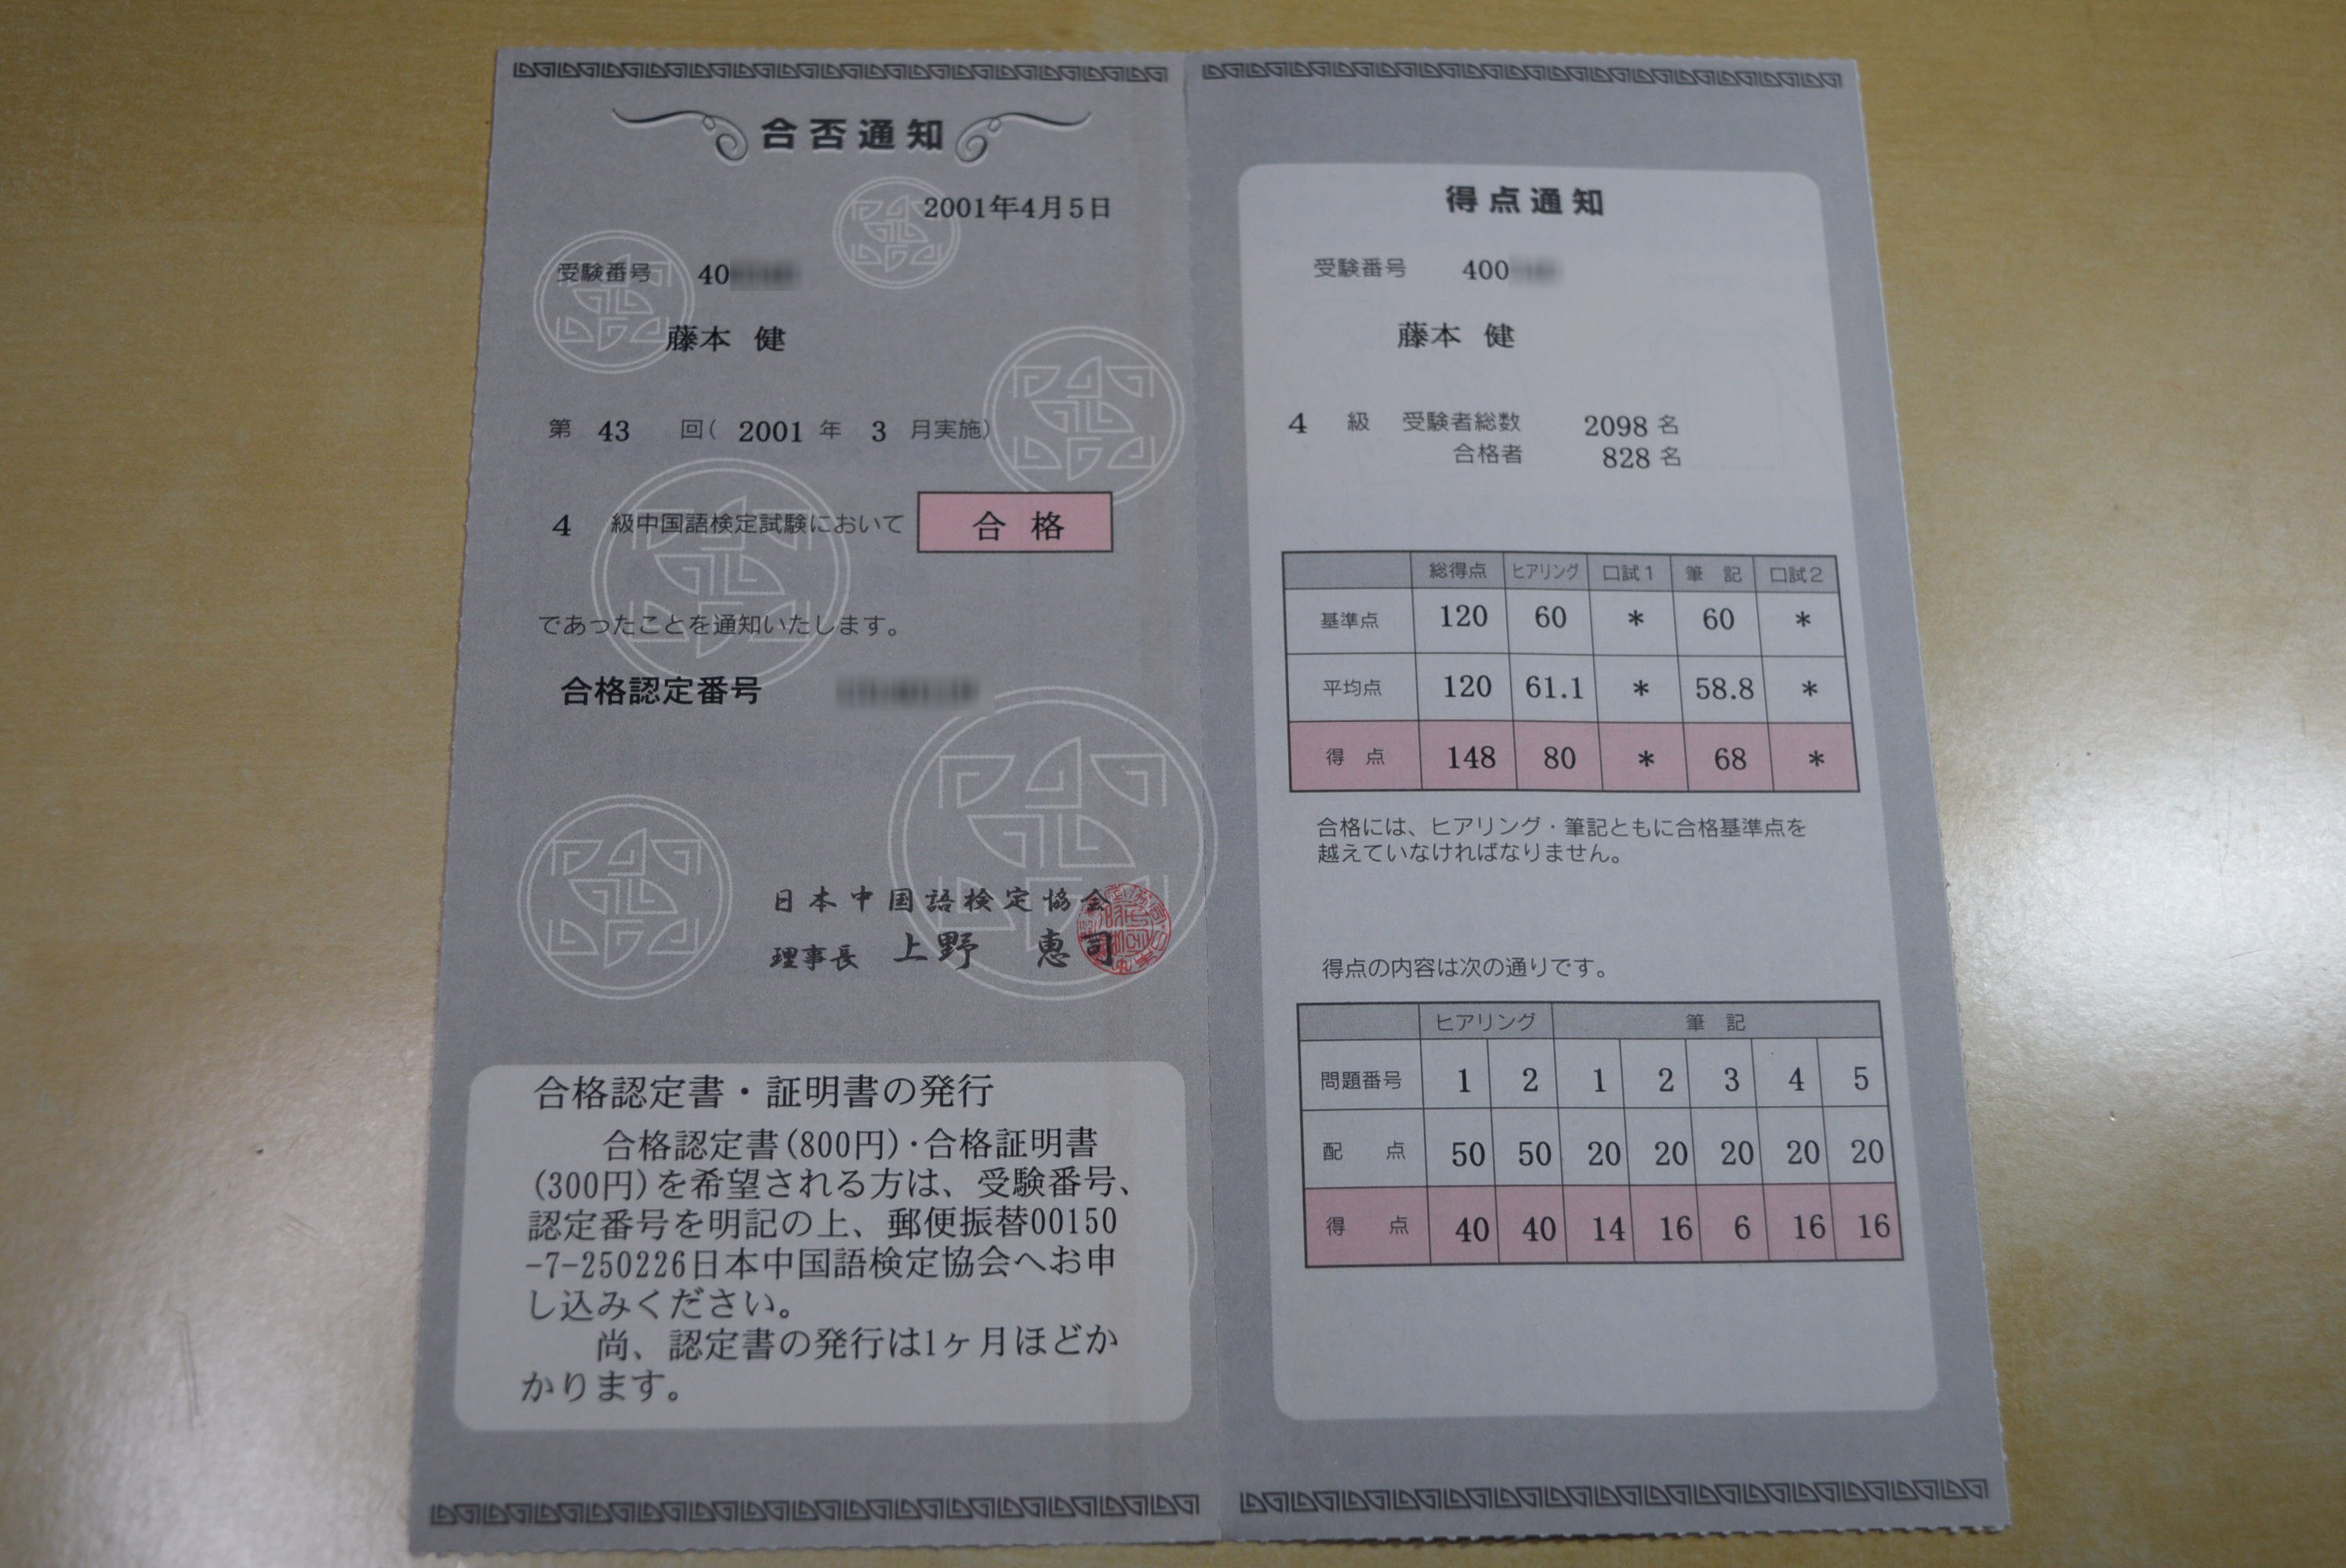 合否通知
2001年4月5日
受験番号 40
藤本 健
第 43 回( 2001 年 3 月実施)
4 級中国語検定試験において 合格
であったことを通知いたします。
合格認定番号
日本中国語検定協会
理事長 上野 恵司
合格認定書・証明書の発行
合格認定書(800円)・合格証明書
(300円)を希望される方は、受験番号、
認定番号を明記の上、郵便振替00150
-7-250226日本中国語検定協会へお申
し込みください。
尚、認定書の発行は1ヶ月ほどか
かります。
得点通知
受験番号 400
藤本 健
4 級 受験者総数 2098 名
合格者 828 名
総得点 ヒアリング 口試1 筆記 口試2
基準点 120 60 * 60 *
平均点 120 61.1 * 58.8 *
得点 148 80 * 68 *
合格には、ヒアリング・筆記ともに合格基準点を
越えていなければなりません。
得点の内容は次の通りです。
ヒアリング 筆記
問題番号 1 2 1 2 3 4 5
配点 50 50 20 20 20 20 20
得点 40 40 14 16 6 16 16